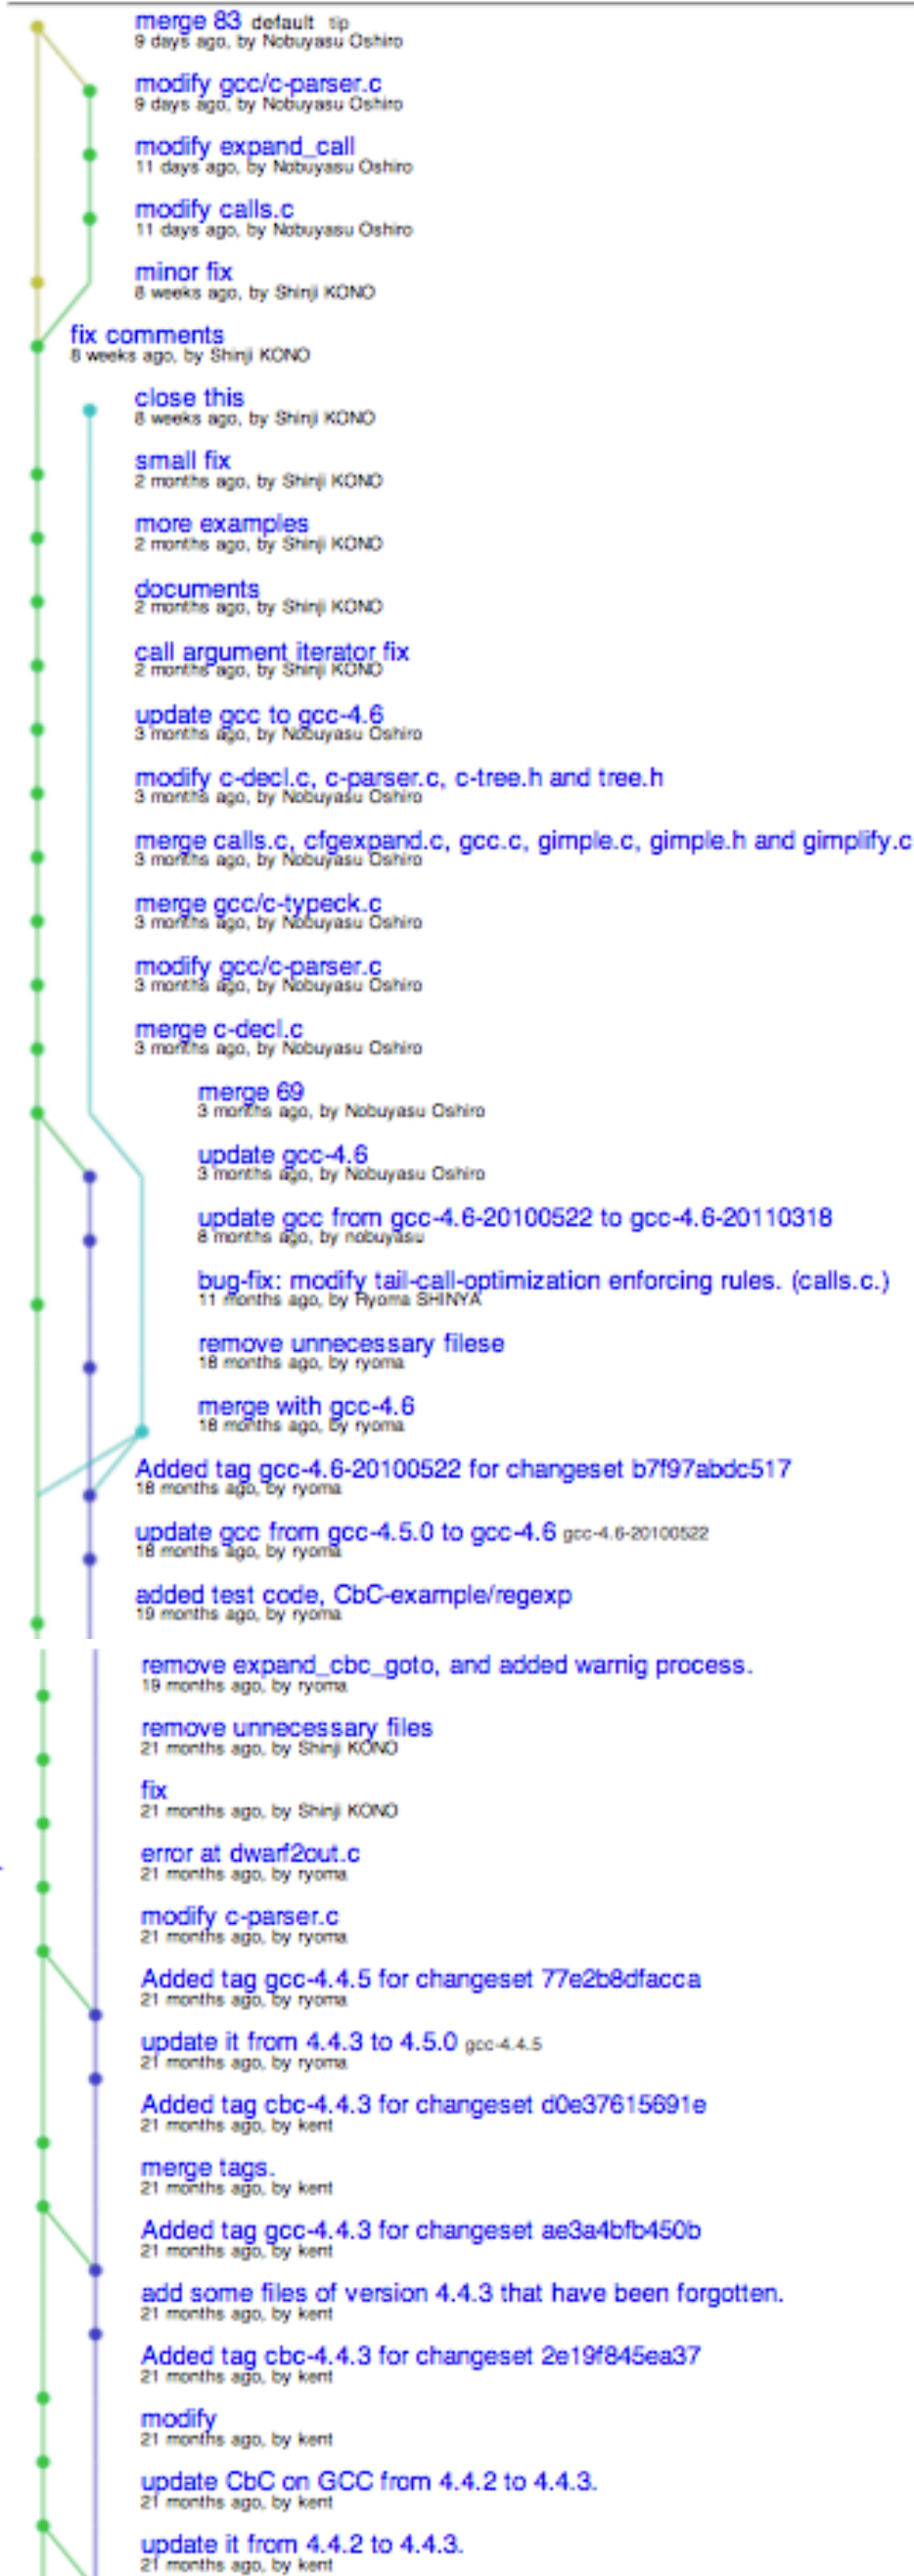 merge 83 default tip
9 days ago, by Nobuyasu Oshiro
modify gcc/c-parser.c
9 days ago, by Nobuyasu Oshiro
modify expand_call
11 days ago, by Nobuyasu Oshiro
modify calls.c
11 days ago, by Nobuyasu Oshiro
minor fix
8 weeks ago, by Shinji KONO
fix comments
8 weeks ago, by Shinji KONO
close this
8 weeks ago, by Shinji KONO
small fix
2 months ago, by Shinji KONO
more examples
2 months ago, by Shinji KONO
documents
2 months ago, by Shinji KONO
call argument iterator fix
2 months ago, by Shinji KONO
update gcc to gcc-4.6
3 months ago, by Nobuyasu Oshiro
modify c-decl.c, c-parser.c, c-tree.h and tree.h
3 months ago, by Nobuyasu Oshiro
merge calls.c, cfgexpand.c, gcc.c, gimple.c, gimple.h and gimplify.c
3 months ago, by Nobuyasu Oshiro
merge gcc/c-typeck.c
3 months ago, by Nobuyasu Oshiro
modify gcc/c-parser.c
3 months ago, by Nobuyasu Oshiro
merge c-decl.c
3 months ago, by Nobuyasu Oshiro
merge 69
3 months ago, by Nobuyasu Oshiro
update gcc-4.6
3 months ago, by Nobuyasu Oshiro
update gcc from gcc-4.6-20100522 to gcc-4.6-20110318
8 months ago, by nobuyasu
bug-fix: modify tail-call-optimization enforcing rules. (calls.c.)
11 months ago, by Ryoma SHINYA
remove unnecessary filese
18 months ago, by ryoma
merge with gcc-4.6
18 months ago, by ryoma
Added tag gcc-4.6-20100522 for changeset b7f97abdc517
18 months ago, by ryoma
update gcc from gcc-4.5.0 to gcc-4.6 gcc-4.6-20100522
18 months ago, by ryoma
added test code, CbC-example/regexp
19 months ago, by ryoma
remove expand_cbc_goto, and added warnig process.
19 months ago, by ryoma
remove unnecessary files
21 months ago, by Shinji KONO
fix
21 months ago, by Shinji KONO
error at dwarf2out.c
21 months ago, by ryoma
modify c-parser.c
21 months ago, by ryoma
Added tag gcc-4.4.5 for changeset 77e2b8dfacca
21 months ago, by ryoma
update it from 4.4.3 to 4.5.0 gcc-4.4.5
21 months ago, by ryoma
Added tag cbc-4.4.3 for changeset d0e37615691e
21 months ago, by kent
merge tags.
21 months ago, by kent
Added tag gcc-4.4.3 for changeset ae3a4bfb450b
21 months ago, by kent
add some files of version 4.4.3 that have been forgotten.
21 months ago, by kent
Added tag cbc-4.4.3 for changeset 2e19f845ea37
21 months ago, by kent
modify
21 months ago, by kent
update CbC on GCC from 4.4.2 to 4.4.3.
21 months ago, by kent
update it from 4.4.2 to 4.4.3.
21 months ago, by kent